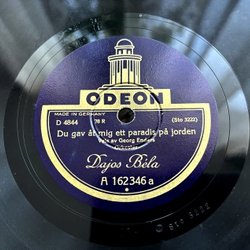 ODEON
MADE IN GERMANY
D 4844 78 R (Sto 3222)
Du gav åt mig ett paradis på jorden
Vals av Georg Enders
Dajos Béla
A 162346 a